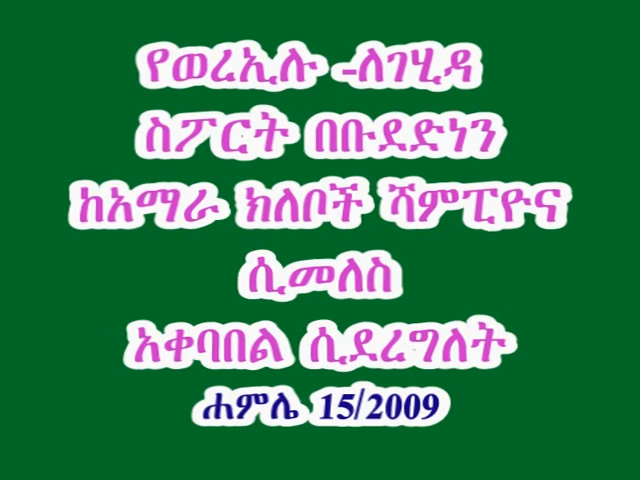 የወረኢሉ -ለገሂዳ
ስፖርት በቡደድነን
ከአማራ ክለቦች ሻምፒዮና
ሲመለስ
አቀባበል ሲደረግለት
ሐምሌ 15/2009